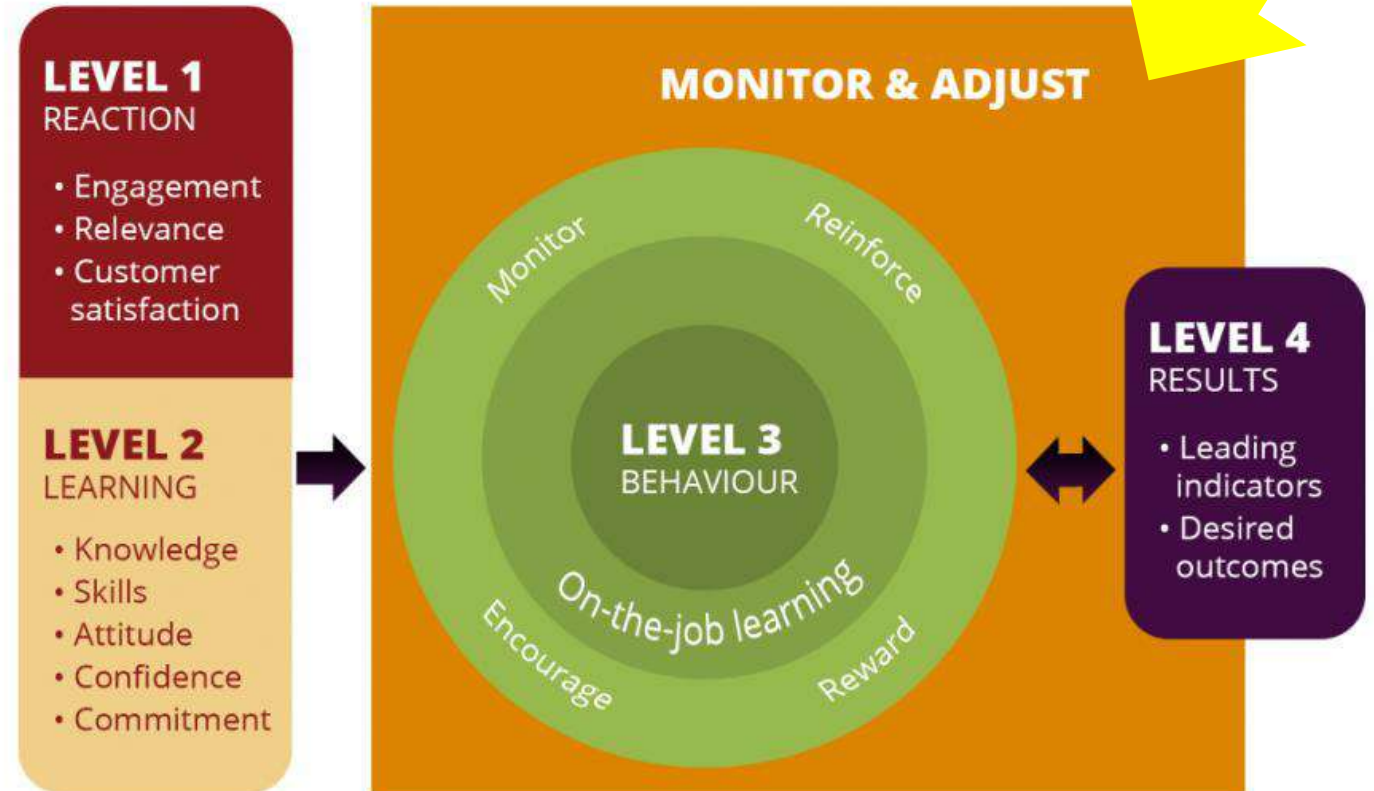 LEVEL 1
REACTION
• Engagement
• Relevance
• Customer
satisfaction
LEVEL 2
LEARNING
• Knowledge
• Skills
• Attitude
• Confidence
• Commitment
MONITOR & ADJUST
Monitor
Reinforce
LEVEL 3
BEHAVIOUR
On-the-job learning
Encourage
Reward
LEVEL 4
RESULTS
• Leading
indicators
• Desired
outcomes